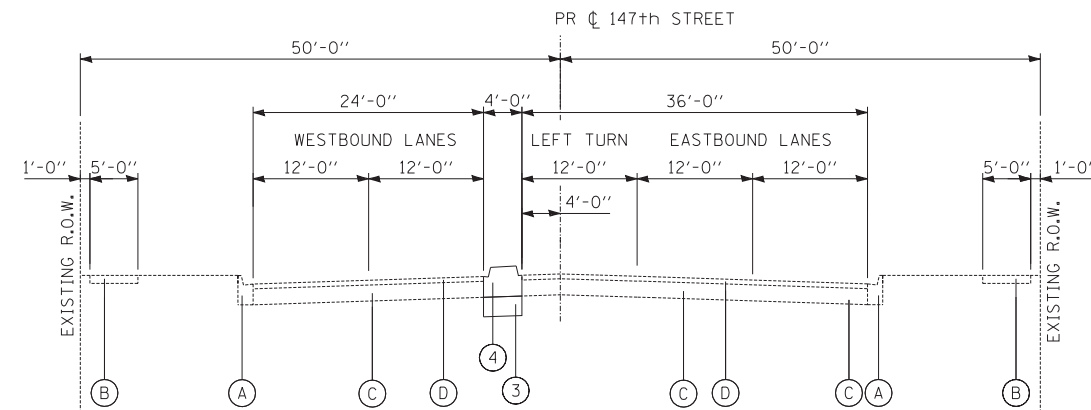 PR ℄ 147th STREET
50'-0'' 50'-0''
24'-0'' 4'-0'' 36'-0''
WESTBOUND LANES LEFT TURN EASTBOUND LANES
1'-0'' 5'-0'' 12'-0'' 12'-0'' 12'-0'' 12'-0'' 12'-0'' 5'-0'' 1'-0''
4'-0''
EXISTING R.O.W.
EXISTING R.O.W.
4
3
B A C D C D C A B